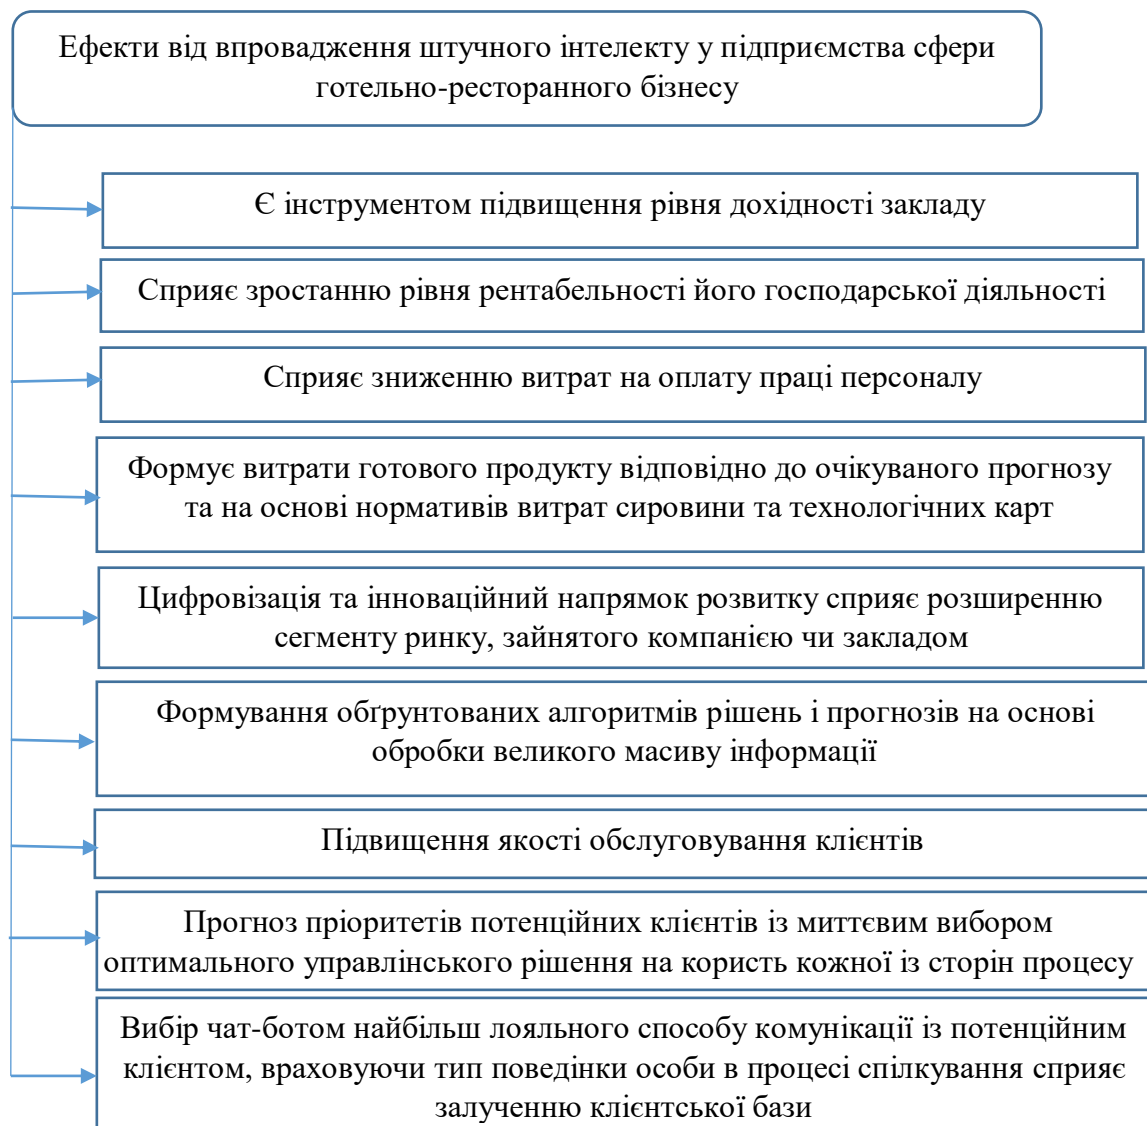 Ефекти від впровадження штучного інтелекту у підприємства сфери
готельно-ресторанного бізнесу
Є інструментом підвищення рівня дохідності закладу
Сприяє зростанню рівня рентабельності його господарської діяльності
Сприяє зниженню витрат на оплату праці персоналу
Формує витрати готового продукту відповідно до очікуваного прогнозу
та на основі нормативів витрат сировини та технологічних карт
Цифровізація та інноваційний напрямок розвитку сприяє розширенню
сегменту ринку, зайнятого компанією чи закладом
Формування обґрунтованих алгоритмів рішень і прогнозів на основі
обробки великого масиву інформації
Підвищення якості обслуговування клієнтів
Прогноз пріоритетів потенційних клієнтів із миттєвим вибором
оптимального управлінського рішення на користь кожної із сторін процесу
Вибір чат-ботом найбільш лояльного способу комунікації із потенційним
клієнтом, враховуючи тип поведінки особи в процесі спілкування сприяє
залученню клієнтської бази